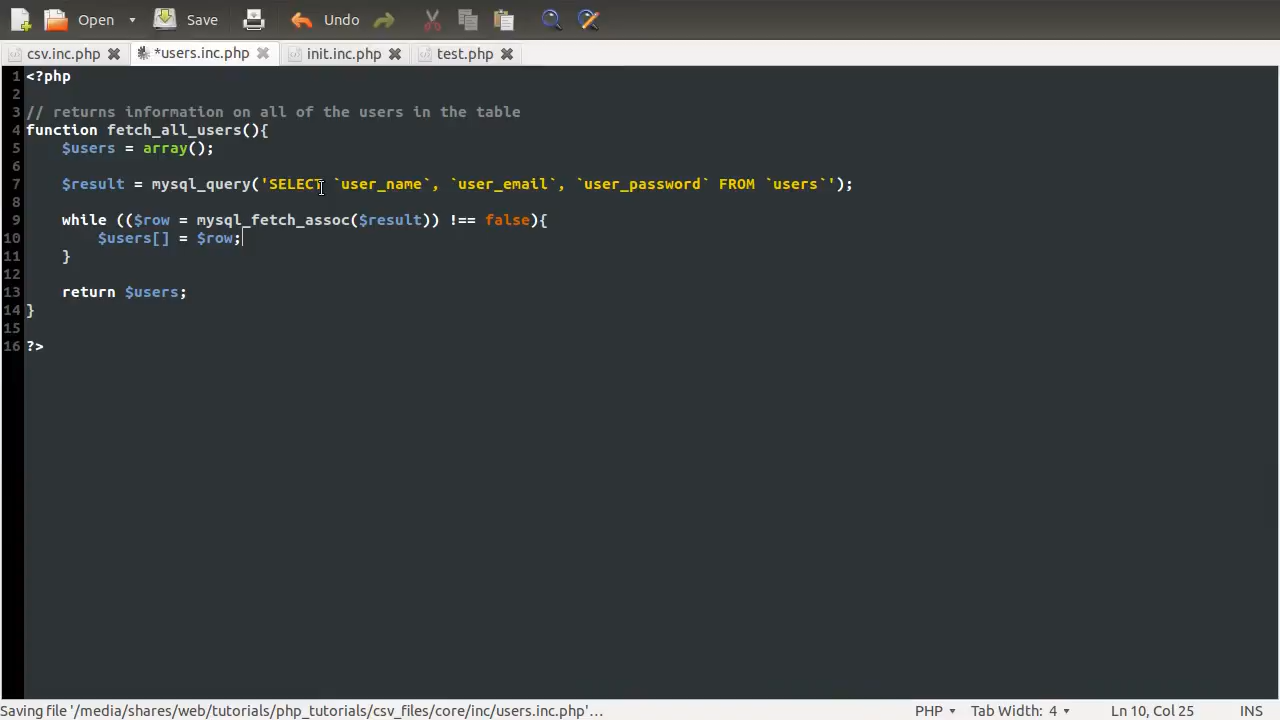 Open Save Undo
csv.inc.php *users.inc.php init.inc.php test.php
1 <?php
2
3 // returns information on all of the users in the table
4 function fetch_all_users(){
5 $users = array();
6
7 $result = mysql_query('SELECT `user_name`, `user_email`, `user_password` FROM `users`');
8
9 while (($row = mysql_fetch_assoc($result)) !== false){
10 $users[] = $row;
11 }
12
13 return $users;
14 }
15
16 ?>
Saving file '/media/shares/web/tutorials/php_tutorials/csv_files/core/inc/users.inc.php'… PHP Tab Width: 4 Ln 10, Col 25 INS